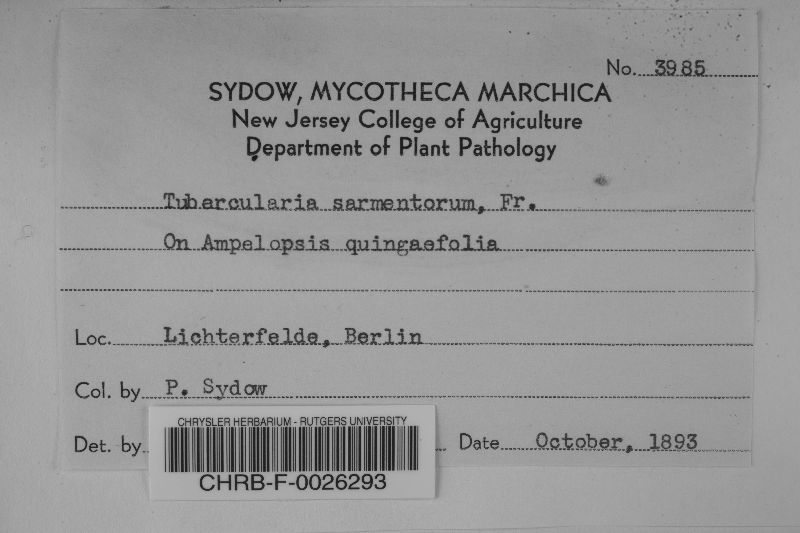 No. 3985
SYDOW, MYCOTHECA MARCHICA
New Jersey College of Agriculture
Department of Plant Pathology
Tubercularia sarmentorum, Fr.
On Ampelopsis quingaefolia
Loc. Lichterfelde, Berlin
Col. by P. Sydow
Det. by Date October, 1893
CHRYSLER HERBARIUM - RUTGERS UNIVERSITY
CHRB-F-0026293